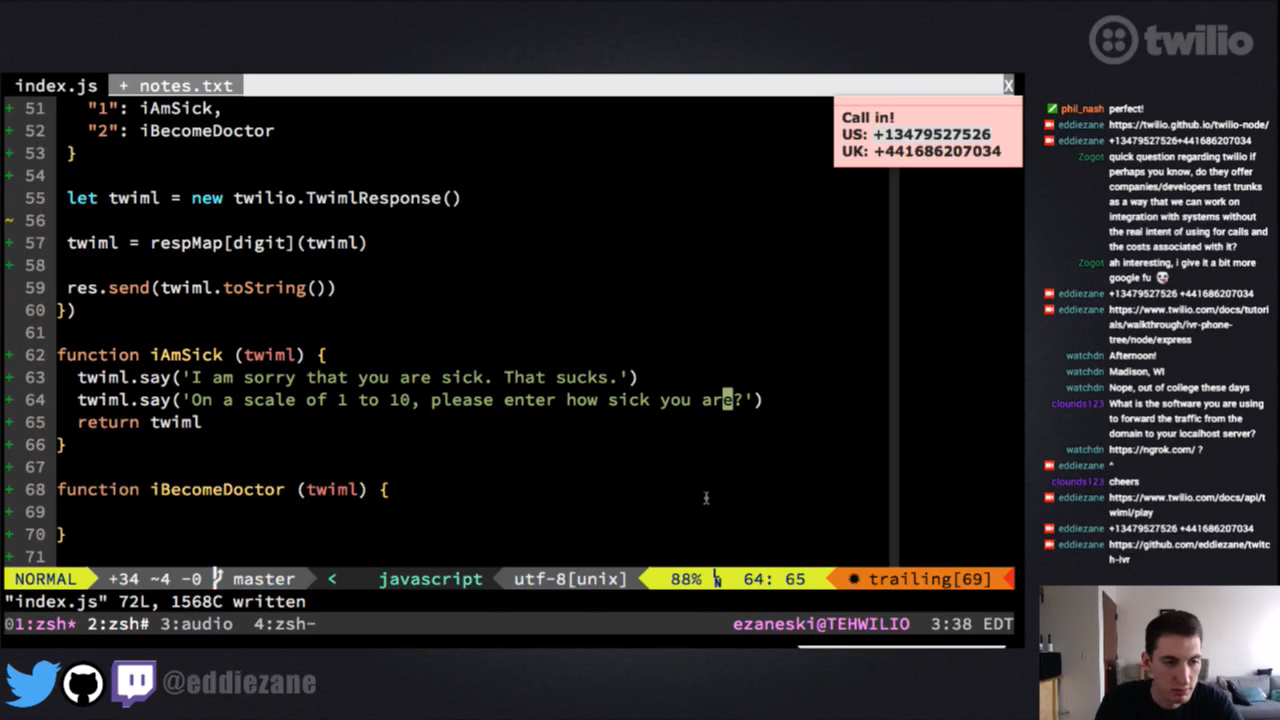 twilio
index.js + notes.txt X
+ 51 "1": iAmSick,
+ 52 "2": iBecomeDoctor
+ 53 }
+ 54
+ 55 let twiml = new twilio.TwimlResponse()
~ 56
+ 57 twiml = respMap[digit](twiml)
+ 58
59 res.send(twiml.toString())
60 })
61
+ 62 function iAmSick (twiml) {
+ 63 twiml.say('I am sorry that you are sick. That sucks.')
+ 64 twiml.say('On a scale of 1 to 10, please enter how sick you are?')
+ 65 return twiml
+ 66 }
+ 67
+ 68 function iBecomeDoctor (twiml) {
+ 69
+ 70 }
+ 71
NORMAL +34 ~4 -0 master < javascript utf-8[unix] 88% LN 64: 65 trailing[69]
"index.js" 72L, 1568C written
01:zsh* 2:zsh# 3:audio 4:zsh- ezaneski@TEHWILIO 3:38 EDT
Call in!
US: +13479527526
UK: +441686207034
phil_nash perfect!
eddiezane https://twilio.github.io/twilio-node/
eddiezane +13479527526+441686207034
Zogot quick question regarding twilio if
perhaps you know, do they offer
companies/developers test trunks
as a way that we can work on
integration with systems without
the real intent of using for calls and
the costs associated with it?
Zogot ah interesting, i give it a bit more
google fu
eddiezane +13479527526 +441686207034
eddiezane https://www.twilio.com/docs/tutori
als/walkthrough/ivr-phone-
tree/node/express
watchdn Afternoon!
watchdn Madison, WI
watchdn Nope, out of college these days
clounds123 What is the software you are using
to forward the traffic from the
domain to your localhost server?
watchdn https://ngrok.com/ ?
eddiezane ^
clounds123 cheers
eddiezane https://www.twilio.com/docs/api/t
wiml/play
eddiezane +13479527526 +441686207034
eddiezane https://github.com/eddiezane/twitc
h-ivr
@eddiezane